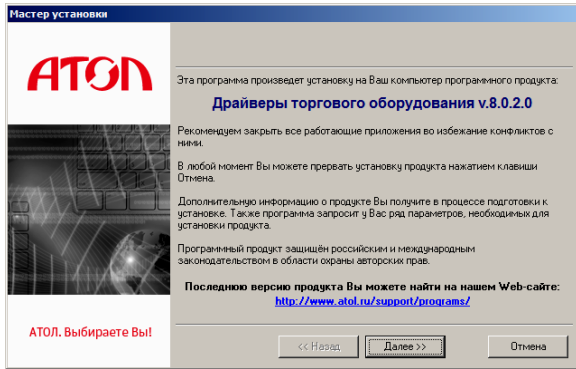 Мастер установки
АТОЛ
Эта программа произведет установку на Ваш компьютер программного продукта:
Драйверы торгового оборудования v.8.0.2.0
Рекомендуем закрыть все работающие приложения во избежание конфликтов с
ними.
В любой момент Вы можете прервать установку продукта нажатием клавиши
Отмена.
Дополнительную информацию о продукте Вы получите в процессе подготовки к
установке. Также программа запросит у Вас ряд параметров, необходимых для
установки продукта.
Программный продукт защищён российским и международным
законодательством в области охраны авторских прав.
Последнюю версию продукта Вы можете найти на нашем Web-сайте:
http://www.atol.ru/support/programs/
АТОЛ. Выбираете Вы!
<< Назад
Далее >>
Отмена